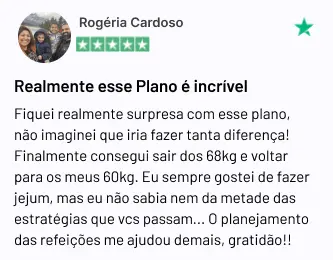 Rogéria Cardoso
Realmente esse Plano é incrível
Fiquei realmente surpresa com esse plano,
não imaginei que iria fazer tanta diferença!
Finalmente consegui sair dos 68kg e voltar
para os meus 60kg. Eu sempre gostei de fazer
jejum, mas eu não sabia nem da metade das
estratégias que vcs passam... O planejamento
das refeições me ajudou demais, gratidão!!